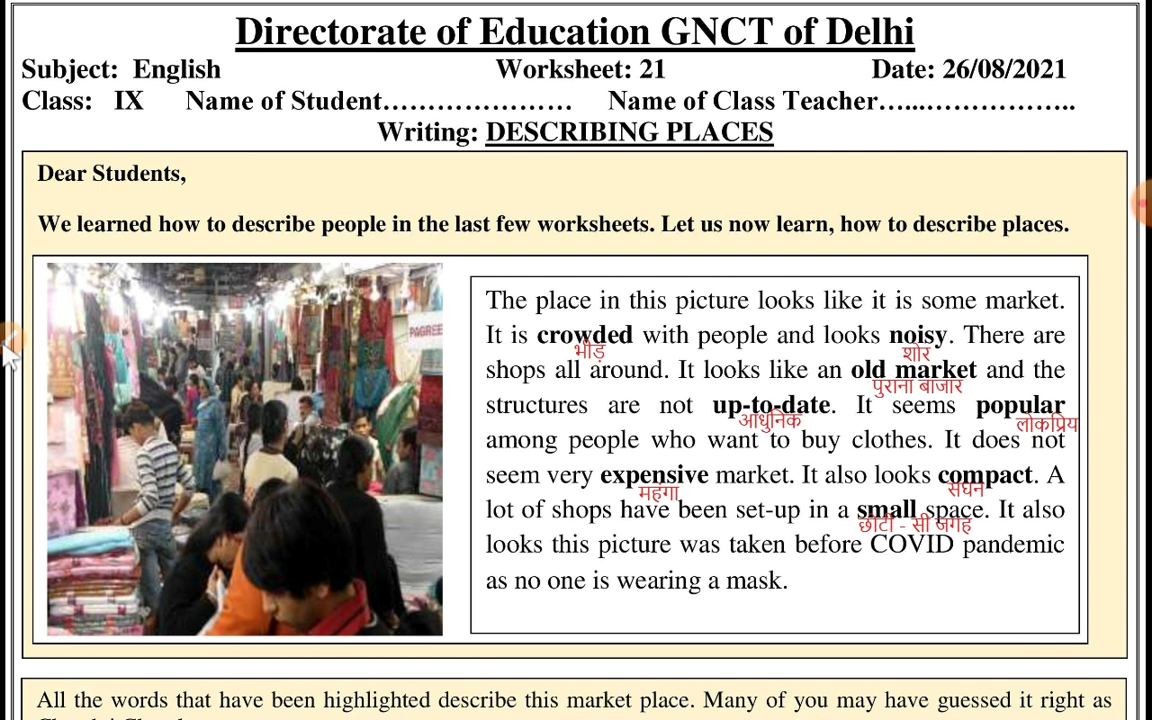 Directorate of Education GNCT of Delhi
Subject: English Worksheet: 21 Date: 26/08/2021
Class: IX Name of Student………………… Name of Class Teacher…...……………..
Writing: DESCRIBING PLACES
Dear Students,
We learned how to describe people in the last few worksheets. Let us now learn, how to describe places.
PAGREE
The place in this picture looks like it is some market.
It is crowded with people and looks noisy. There are
भीड़ शोर
shops all around. It looks like an old market and the
पुराना बाजार
structures are not up-to-date. It seems popular
आधुनिक लोकप्रिय
among people who want to buy clothes. It does not
seem very expensive market. It also looks compact. A
महंगा सघन
lot of shops have been set-up in a small space. It also
छोटी - सी जगह
looks this picture was taken before COVID pandemic
as no one is wearing a mask.
All the words that have been highlighted describe this market place. Many of you may have guessed it right as